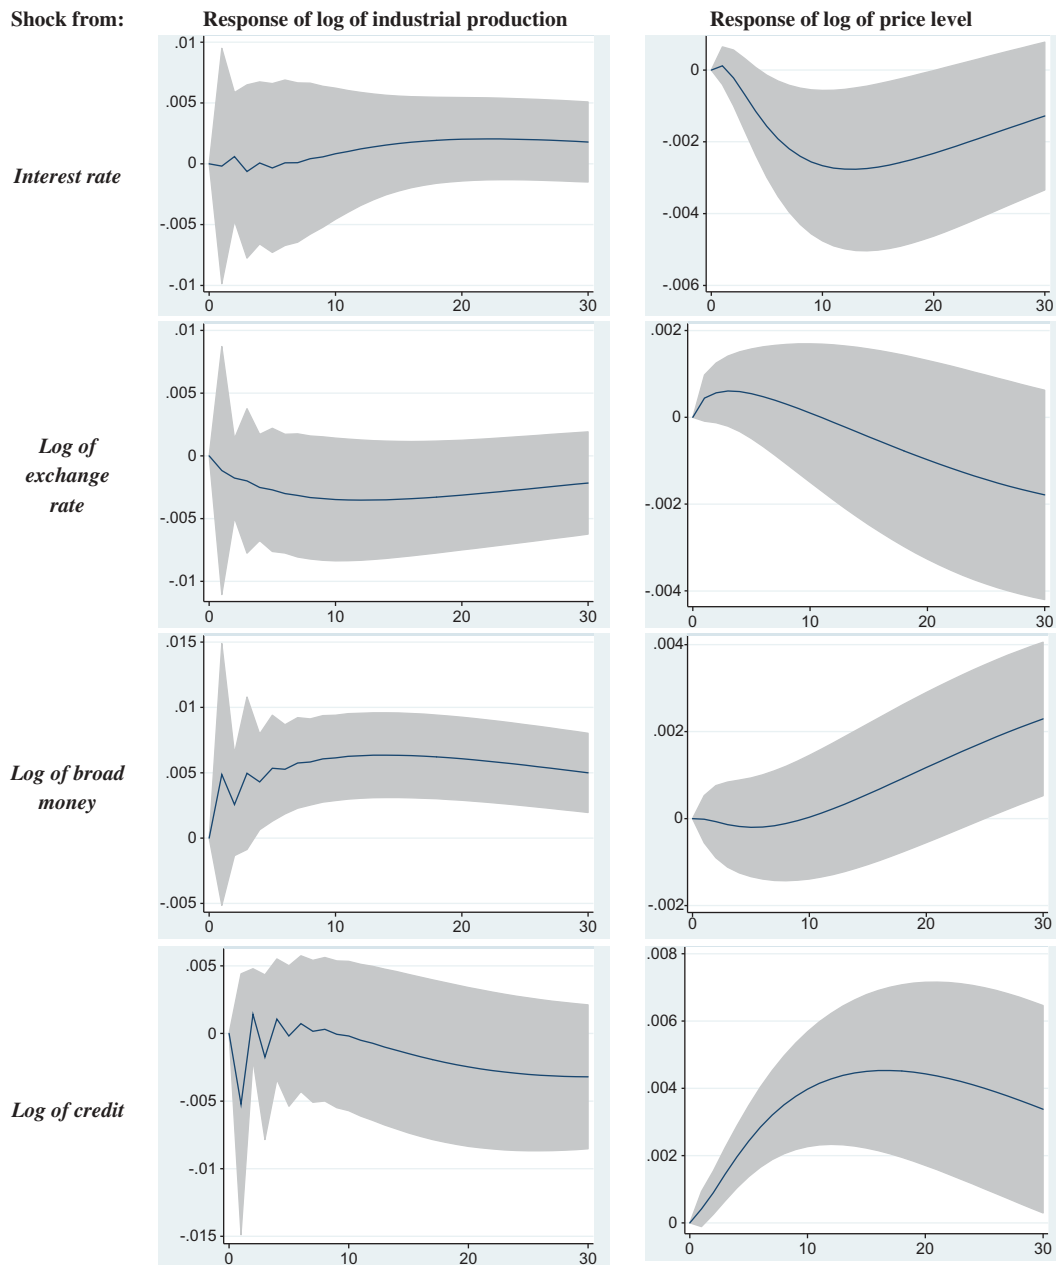 Shock from: Response of log of industrial production Response of log of price level
Interest rate
.01
.005
0
-.005
-.01
0 10 20 30
0
-.002
-.004
-.006
0 10 20 30
Log of
exchange
rate
.01
.005
0
-.005
-.01
0 10 20 30
.002
0
-.002
-.004
0 10 20 30
Log of broad
money
.015
.01
.005
0
-.005
0 10 20 30
.004
.002
0
-.002
0 10 20 30
Log of credit
.005
0
-.005
-.01
-.015
0 10 20 30
.008
.006
.004
.002
0
0 10 20 30